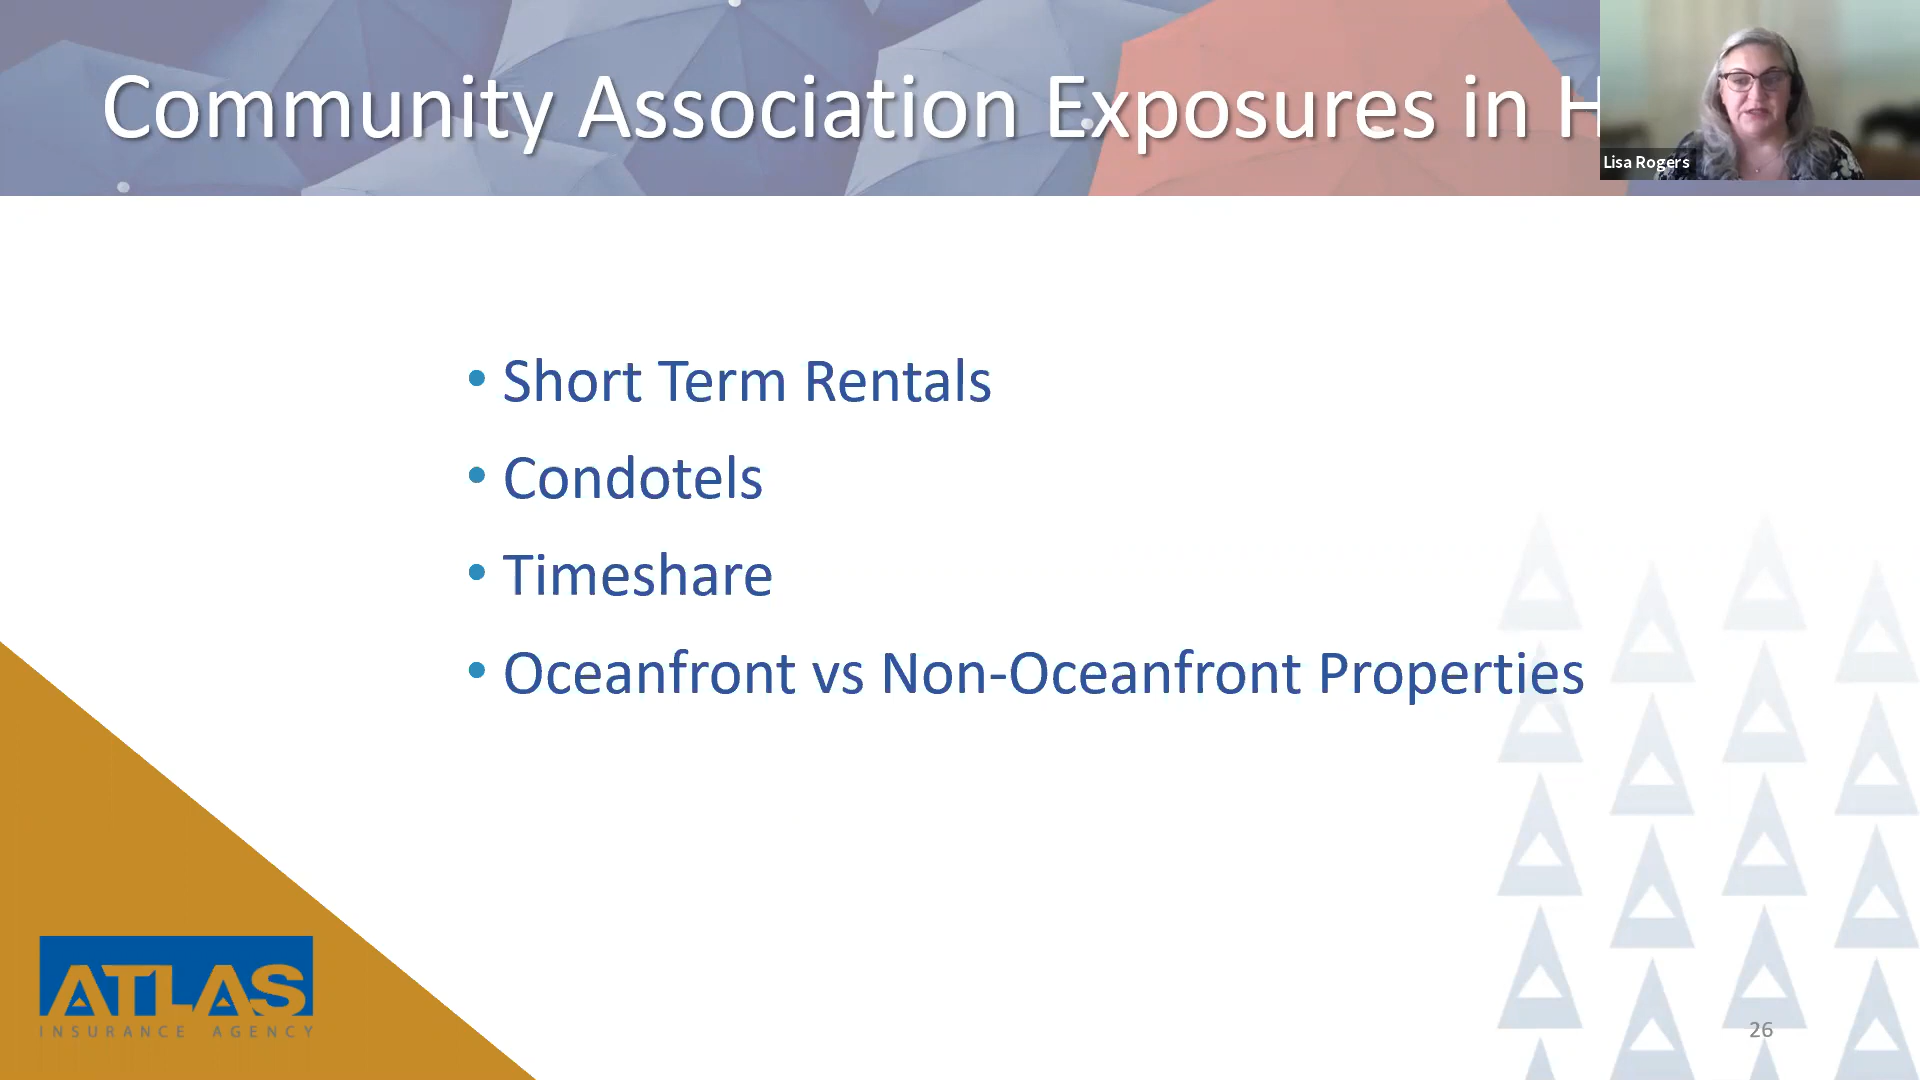 Community Association Exposures in H
Lisa Rogers
• Short Term Rentals
• Condotels
• Timeshare
• Oceanfront vs Non-Oceanfront Properties
ATLAS
INSURANCE AGENCY
26